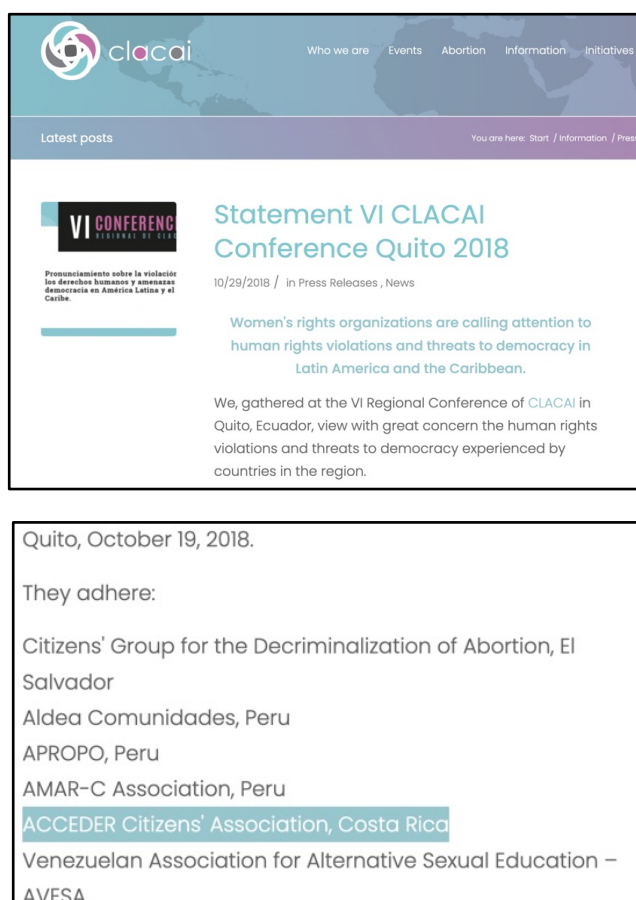 clacai
Who we are Events Abortion Information Initiatives
Latest posts
You are here: Start / Information / Press
VI CONFERENC
REGIONAL DE CLAC
Pronunciamiento sobre la violación
los derechos humanos y amenazas
democracia en América Latina y el
Caribe.
Statement VI CLACAI
Conference Quito 2018
10/29/2018 / in Press Releases , News
Women's rights organizations are calling attention to
human rights violations and threats to democracy in
Latin America and the Caribbean.
We, gathered at the VI Regional Conference of CLACAI in
Quito, Ecuador, view with great concern the human rights
violations and threats to democracy experienced by
countries in the region.
Quito, October 19, 2018.
They adhere:
Citizens' Group for the Decriminalization of Abortion, El
Salvador
Aldea Comunidades, Peru
APROPO, Peru
AMAR-C Association, Peru
ACCEDER Citizens' Association, Costa Rica
Venezuelan Association for Alternative Sexual Education –
AVESA